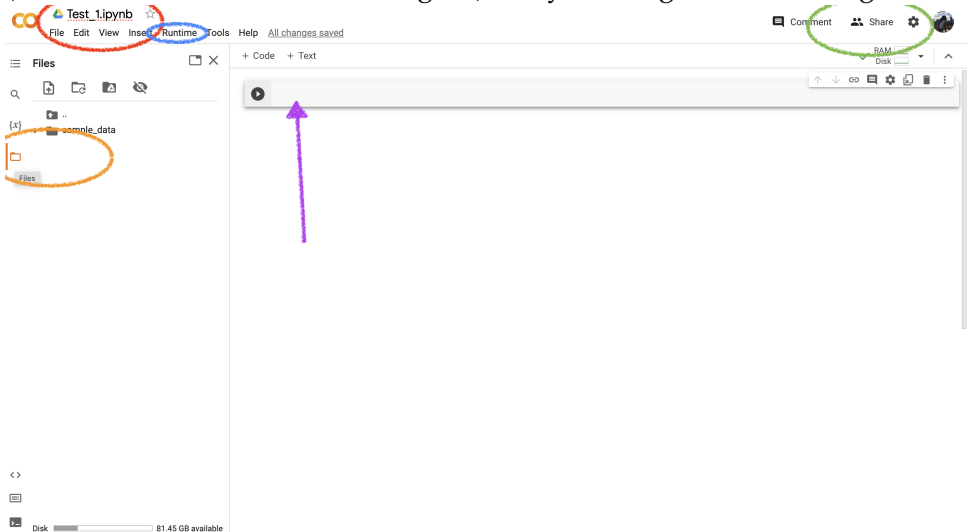 Test_1.ipynb
Comment Share
File Edit View Insert Runtime Tools Help All changes saved
+ Code + Text
RAM
Disk
Files
..
{x}
sample_data
Files
<>
Disk 81.45 GB available